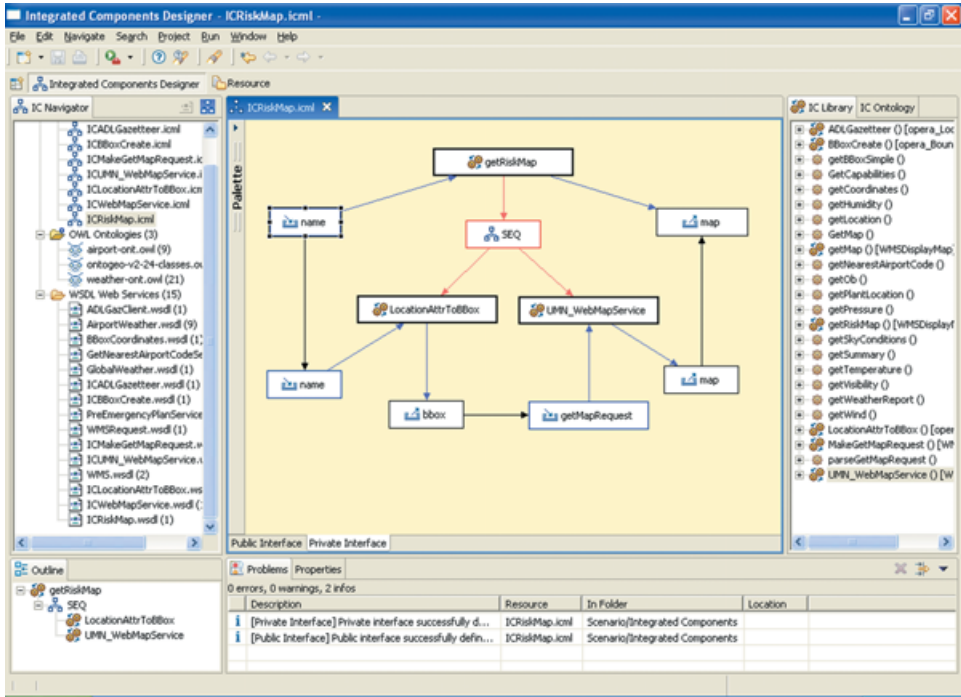 Integrated Components Designer - ICRiskMap.icml -
File Edit Navigate Search Project Run Window Help
Integrated Components Designer Resource
IC Navigator
ICADLGazetteer.icml
ICBBoxCreate.icml
ICMakeGetMapRequest.ic
ICUMN_WebMapService.i
ICLocationAttrToBBox.icm
ICWebMapService.icml
ICRiskMap.icml
OWL Ontologies (3)
airport-ont.owl (9)
ontogeo-v2-24-classes.ow
weather-ont.owl (21)
WSDL Web Services (15)
ADLGazClient.wsdl (1)
AirportWeather.wsdl (9)
BBoxCoordinates.wsdl (1)
GetNearestAirportCodeSe
GlobalWeather.wsdl (1)
ICADLGazetteer.wsdl (1)
ICBBoxCreate.wsdl (1)
PreEmergencyPlanService
WMSRequest.wsdl (1)
ICMakeGetMapRequest.w
ICUMN_WebMapService.
WMS.wsdl (2)
ICLocationAttrToBBox.ws
ICWebMapService.wsdl (
ICRiskMap.wsdl (1)
ICRiskMap.icml
Palette
getRiskMap
name
map
SEQ
LocationAttrToBBox
UMN_WebMapService
name
map
bbox
getMapRequest
Public Interface Private Interface
IC Library IC Ontology
ADLGazetteer () [opera_Loc
BBoxCreate () [opera_Boun
getBBoxSimple ()
GetCapabilities ()
getCoordinates ()
getHumidity ()
getLocation ()
GetMap ()
getMap () [WMSDisplayMap
getNearestAirportCode ()
getOb ()
getPlantLocation ()
getPressure ()
getRiskMap () [WMSDisplayM
getSkyConditions ()
getSummary ()
getTemperature ()
getVisibility ()
getWeatherReport ()
getWind ()
LocationAttrToBBox () [oper
MakeGetMapRequest () [WM
parseGetMapRequest ()
UMN_WebMapService () [W
Outline
getRiskMap
SEQ
LocationAttrToBBox
UMN_WebMapService
Problems Properties
0 errors, 0 warnings, 2 infos
Description Resource In Folder Location
[Private Interface] Private interface successfully d... ICRiskMap.icml Scenario/Integrated Components
[Public Interface] Public interface successfully defin... ICRiskMap.icml Scenario/Integrated Components